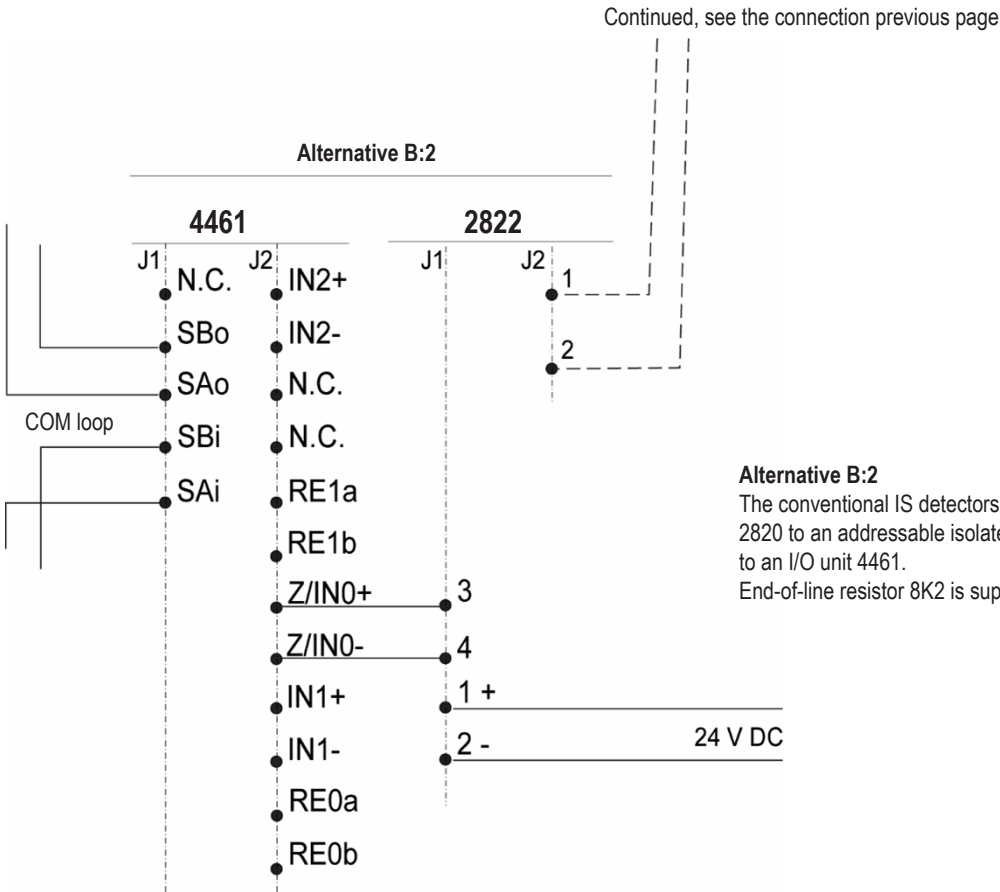 Continued, see the connection previous page
Alternative B:2
4461
2822
J1
J2
J1
J2
N.C.
IN2+
1
SBo
IN2-
2
SAo
N.C.
COM loop
SBi
N.C.
SAi
RE1a
RE1b
Z/IN0+
3
Z/IN0-
4
IN1+
1 +
IN1-
2 -
24 V DC
RE0a
RE0b
Alternative B:2
The conventional IS detectors
2820 to an addressable
to an I/O unit 4461.
End-of-line resistor 8K2 is